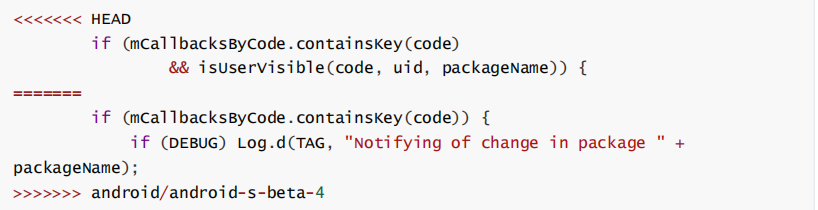 <<<<<<< HEAD
        if (mCallbacksByCode.containsKey(code)
                && isUserVisible(code, uid, packageName)) {
=======
        if (mCallbacksByCode.containsKey(code)) {
            if (DEBUG) Log.d(TAG, "Notifying of change in package " +
packageName);
>>>>>>> android/android-s-beta-4